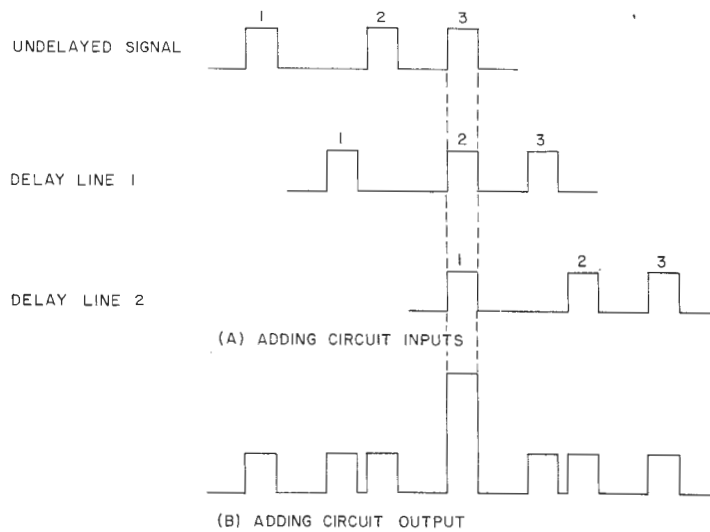 1 2 3
UNDELAYED SIGNAL
1 2 3
DELAY LINE 1
1 2 3
DELAY LINE 2
(A) ADDING CIRCUIT INPUTS
(B) ADDING CIRCUIT OUTPUT